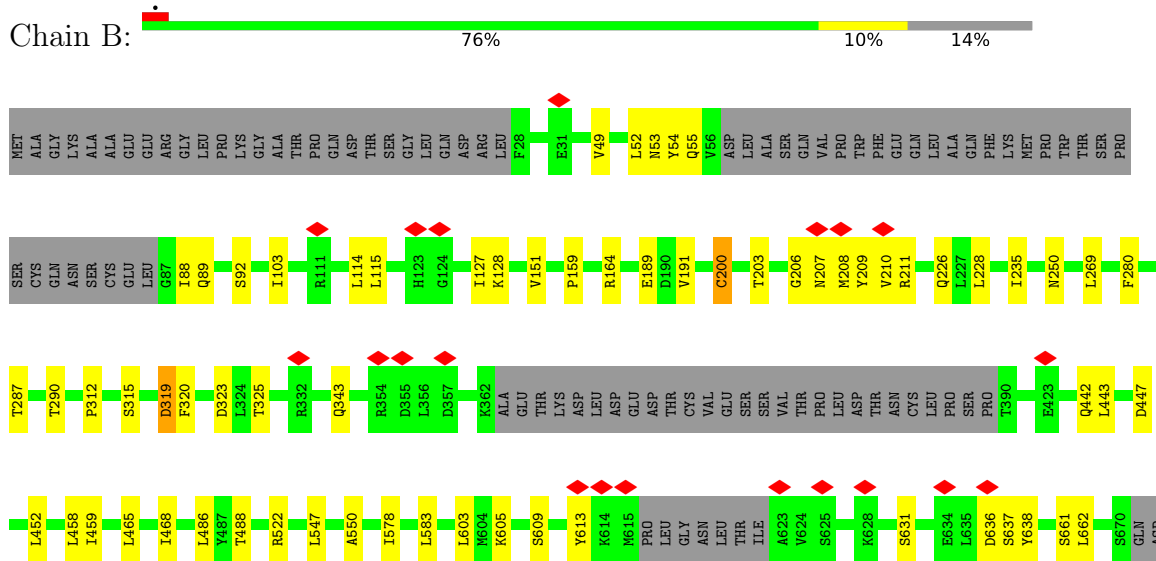 Chain B:
76% 10% 14%
MET ALA GLY LYS ALA ALA GLU GLU ARG GLY LEU PRO LYS GLY ALA THR PRO GLN ASP THR SER GLY LEU GLN ASP ARG LEU F28 E31 V49 L52 N53 Y54 Q55 V56 ASP LEU ALA SER GLN VAL PRO TRP PHE GLU GLN LEU ALA GLN PHE LYS MET PRO TRP THR SER PRO
SER CYS GLN ASN SER CYS GLU LEU G87 I88 Q89 S92 I103 R111 L114 L115 H123 G124 I127 K128 V151 P159 R164 E189 D190 V191 C200 T203 G206 N207 M208 Y209 V210 R211 Q226 L227 L228 I235 N250 L269 F280
T287 T290 P312 S315 D319 F320 D323 L324 T325 R332 Q343 R354 D355 L356 D357 K362 ALA GLU THR LYS ASP LEU ASP GLU ASP THR CYS VAL GLU SER SER VAL THR PRO LEU ASP THR ASN CYS LEU PRO SER PRO T390 E423 Q442 L443 D447
L452 L458 I459 L465 I468 L486 Y487 T488 R522 L547 A550 I578 L583 L603 M604 K605 S609 Y613 K614 M615 PRO LEU GLY ASN LEU THR ILE A623 V624 S625 K628 S631 E634 L635 D636 S637 Y638 S661 L662 S670 GLN ASP